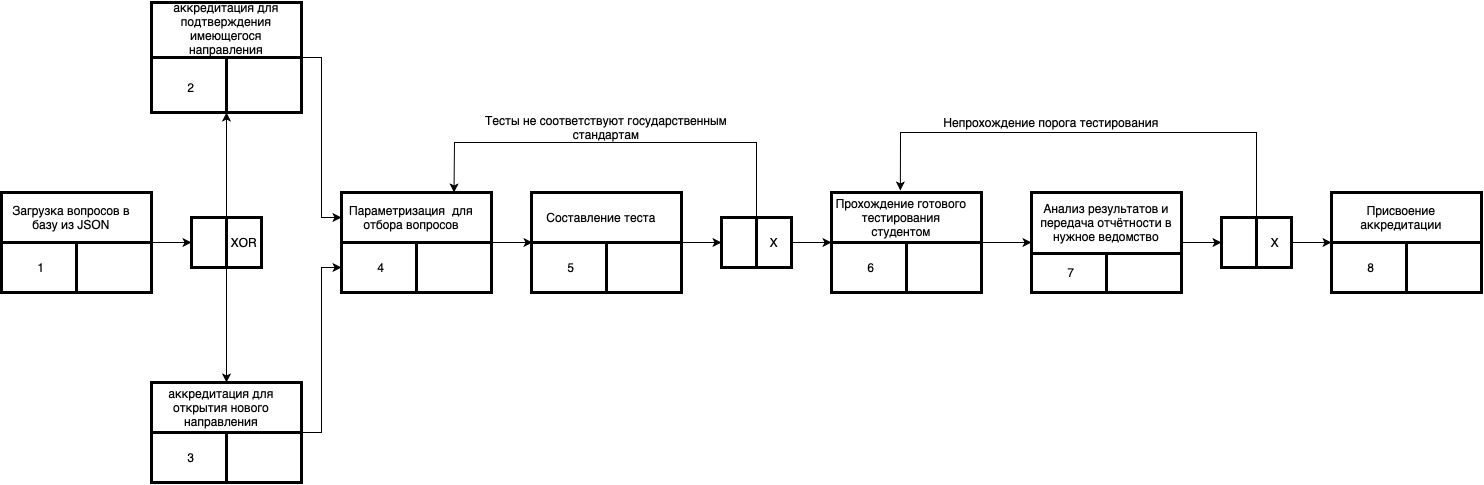 аккредитация для
подтверждения
имеющегося
направления
2
Тесты не соответствуют государственным
стандартам
Непрохождение порога тестирования
Загрузка вопросов в
базу из JSON
1
XOR
Параметризация для
отбора вопросов
4
Составление теста
5
X
Прохождение готового
тестирования
студентом
6
Анализ результатов и
передача отчётности в
нужное ведомство
7
X
Присвоение
аккредитации
8
аккредитация для
открытия нового
направления
3